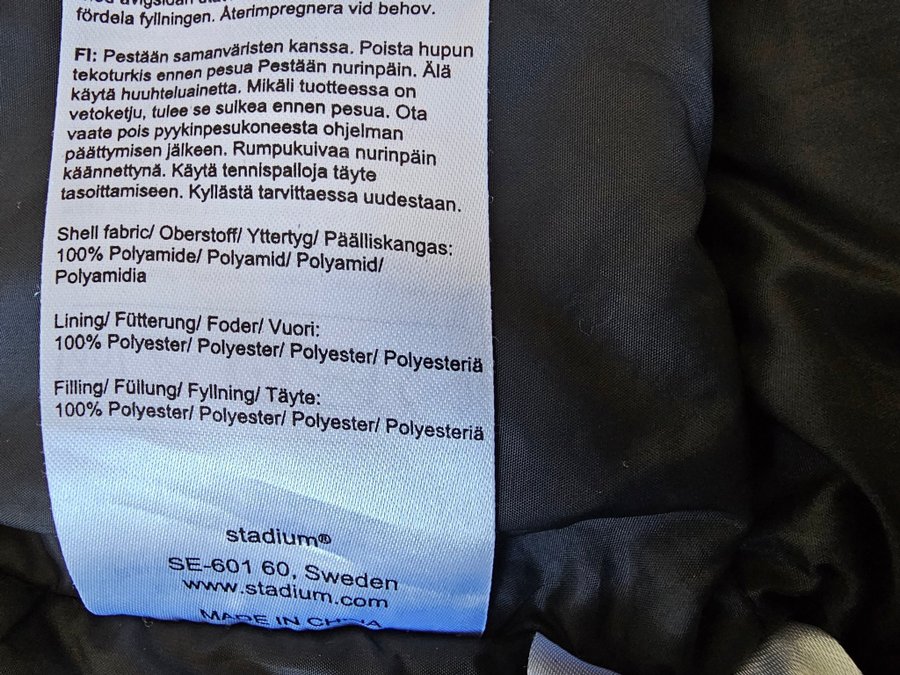 fördela fyllningen. Återimpregnera vid behov.
FI: Pestään samanväristen kanssa. Poista hupun
tekoturkis ennen pesua Pestään nurinpäin. Älä
käytä huuhteluainetta. Mikäli tuotteessa on
vetoketju, tulee se sulkea ennen pesua. Ota
vaate pois pyykinpesukoneesta ohjelman
päättymisen jälkeen. Rumpukuivaa nurinpäin
käännettynä. Käytä tennispalloja täyte
tasoittamiseen. Kyllästä tarvittaessa uudestaan.
Shell fabric/ Oberstoff/ Yttertyg/ Päälliskangas:
100% Polyamide/ Polyamid/ Polyamid/
Polyamidia
Lining/ Fütterung/ Foder/ Vuori:
100% Polyester/ Polyester/ Polyester/ Polyesteriä
Filling/ Füllung/ Fyllning/ Täyte:
100% Polyester/ Polyester/ Polyester/ Polyesteriä
stadium®
SE-601 60, Sweden
www.stadium.com
MADE IN CHINA